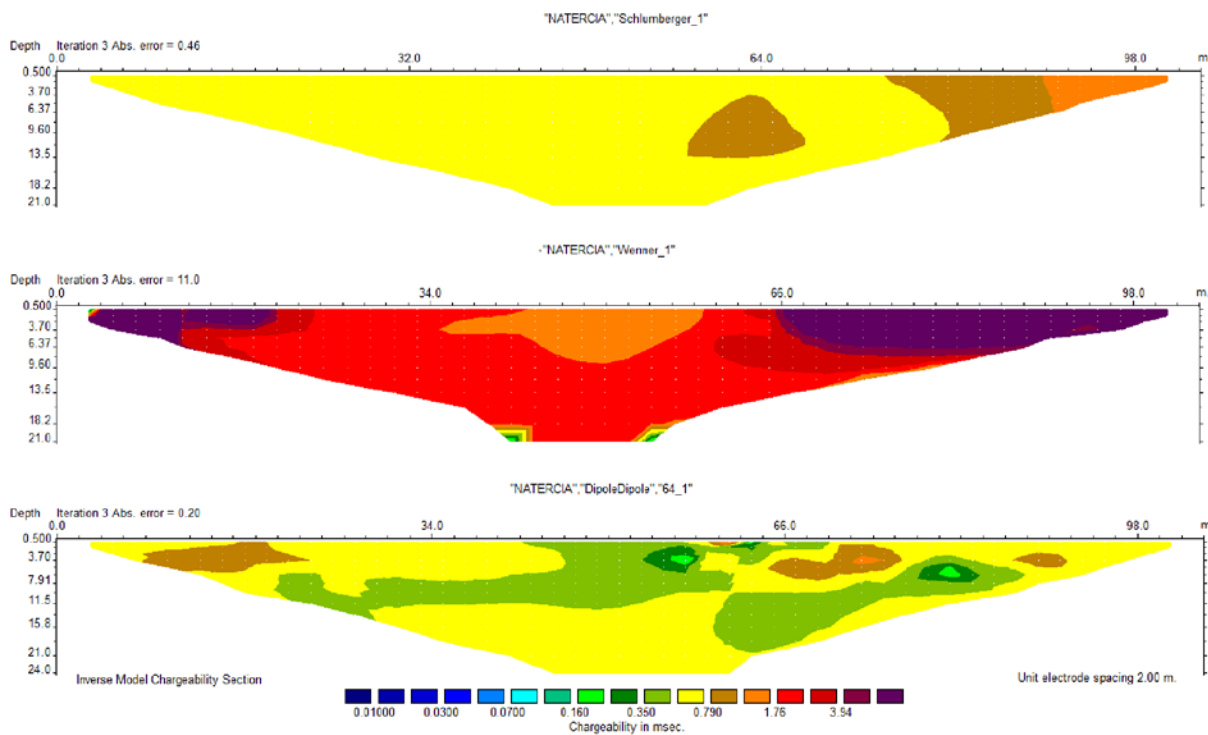 "NATERCIA","Schlumberger_1"
Depth Iteration 3 Abs. error = 0.46
0.0 32.0 64.0 98.0 m.
0.500
3.70
6.37
9.60
13.5
18.2
21.0
-"NATERCIA","Wenner_1"
Depth Iteration 3 Abs. error = 11.0
0.0 34.0 66.0 98.0 m.
0.500
3.70
6.37
9.60
13.5
18.2
21.0
"NATERCIA","DipoleDipole","64_1"
Depth Iteration 3 Abs. error = 0.20
0.0 34.0 66.0 98.0 m.
0.500
3.70
7.91
11.5
15.8
21.0
24.0
Inverse Model Chargeability Section
Unit electrode spacing 2.00 m.
0.01000 0.0300 0.0700 0.160 0.350 0.790 1.76 3.94
Chargeability in msec.